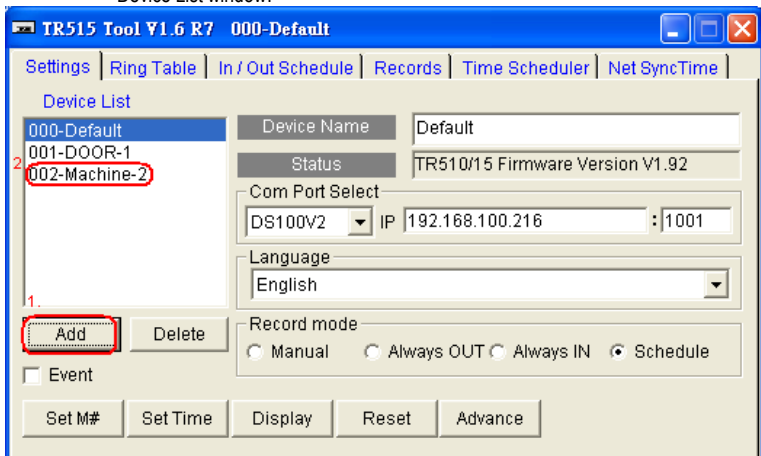 Device List window.
TR515 Tool V1.6 R7 000-Default
Settings Ring Table In / Out Schedule Records Time Scheduler Net SyncTime
Device List
000-Default
001-DOOR-1
2
002-Machine-2
1.
Add Delete
Event
Device Name Default
Status TR510/15 Firmware Version V1.92
Com Port Select
DS100V2 IP 192.168.100.216 : 1001
Language
English
Record mode
Manual Always OUT Always IN Schedule
Set M# Set Time Display Reset Advance